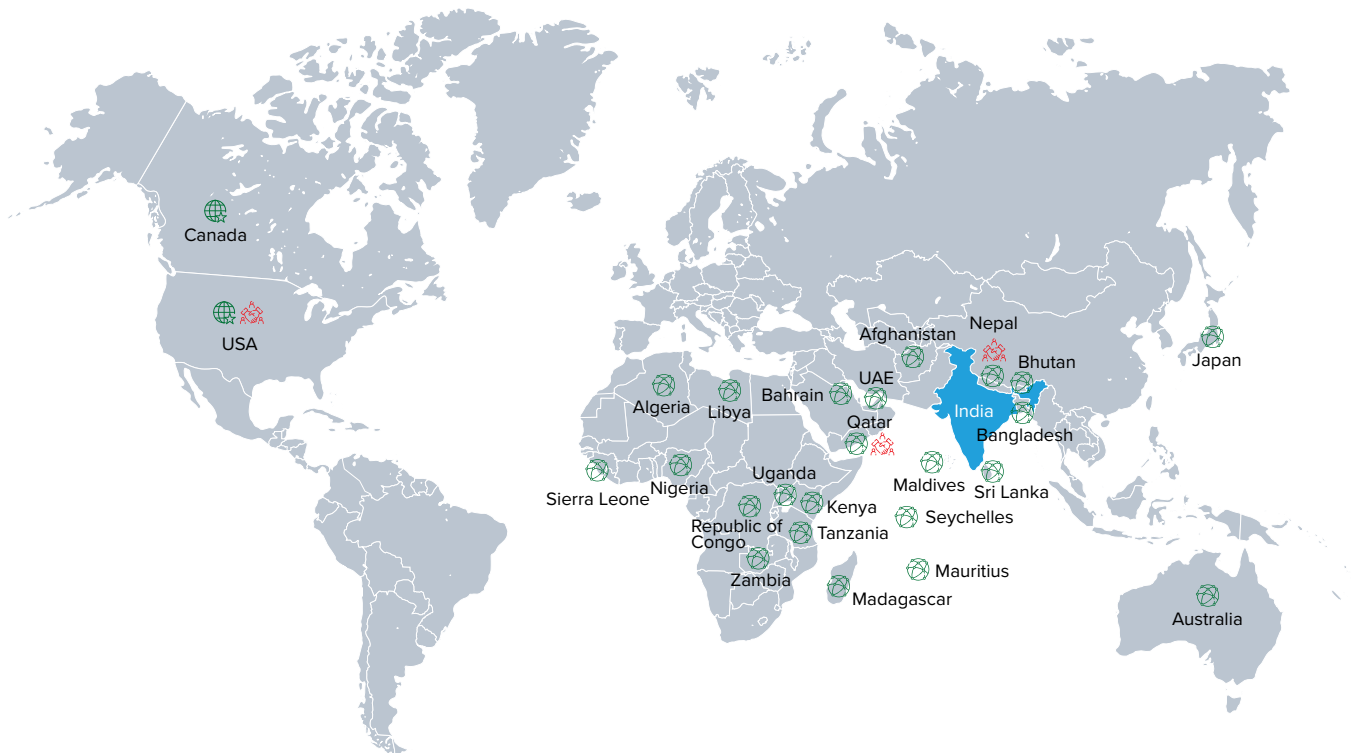 Canada
USA
Nepal
Afghanistan
Bhutan
Japan
UAE
Bahrain
Algeria
Libya
India
Qatar
Bangladesh
Uganda
Maldives
Sri Lanka
Nigeria
Sierra Leone
Kenya
Seychelles
Republic of
Congo
Tanzania
Mauritius
Zambia
Madagascar
Australia